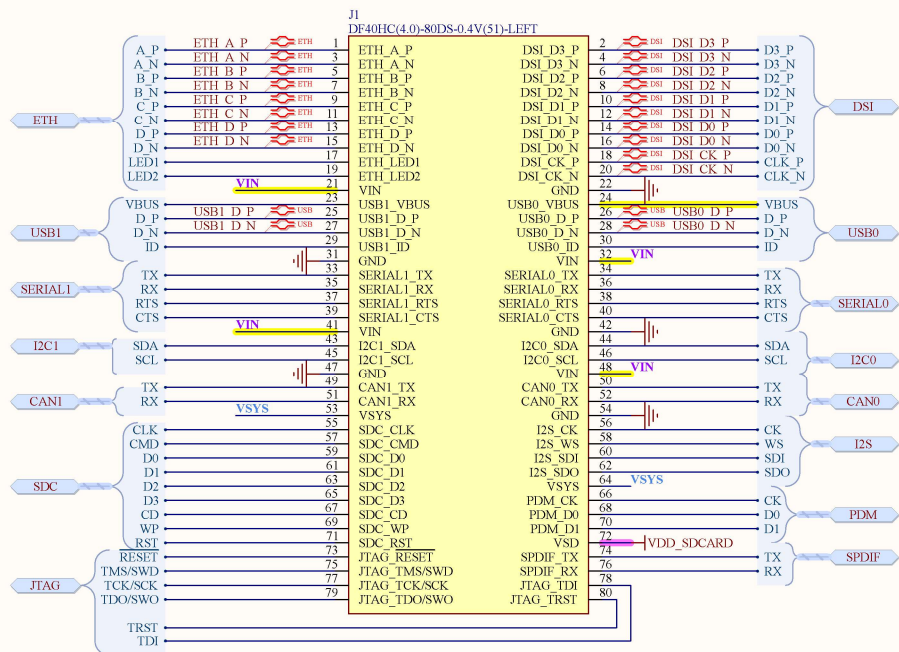 J1
DF40HC(4.0)-80DS-0.4V(51)-LEFT
A_P ETH_A_P ETH 1 ETH_A_P DSI_D3_P 2 DSI DSI_D3_P D3_P
A_N ETH_A_N ETH 3 ETH_A_N DSI_D3_N 4 DSI DSI_D3_N D3_N
B_P ETH_B_P ETH 5 ETH_B_P DSI_D2_P 6 DSI DSI_D2_P D2_P
B_N ETH_B_N ETH 7 ETH_B_N DSI_D2_N 8 DSI DSI_D2_N D2_N
C_P ETH_C_P ETH 9 ETH_C_P DSI_D1_P 10 DSI DSI_D1_P D1_P
ETH C_N ETH_C_N ETH 11 ETH_C_N DSI_D1_N 12 DSI DSI_D1_N D1_N DSI
D_P ETH_D_P ETH 13 ETH_D_P DSI_D0_P 14 DSI DSI_D0_P D0_P
D_N ETH_D_N ETH 15 ETH_D_N DSI_D0_N 16 DSI DSI_D0_N D0_N
LED1 17 ETH_LED1 DSI_CK_P 18 DSI DSI_CK_P CLK_P
LED2 19 ETH_LED2 DSI_CK_N 20 DSI DSI_CK_N CLK_N
VIN 21 VIN GND 22
VBUS 23 USB1_VBUS USB0_VBUS 24 VBUS
D_P USB1_D_P USB 25 USB1_D_P USB0_D_P 26 USB USB0_D_P D_P
USB1 D_N USB1_D_N USB 27 USB1_D_N USB0_D_N 28 USB USB0_D_N D_N USB0
ID 29 USB1_ID USB0_ID 30 ID
31 GND VIN 32 VIN
TX 33 SERIAL1_TX SERIAL0_TX 34 TX
SERIAL1 RX 35 SERIAL1_RX SERIAL0_RX 36 RX
RTS 37 SERIAL1_RTS SERIAL0_RTS 38 RTS SERIAL0
CTS 39 SERIAL1_CTS SERIAL0_CTS 40 CTS
VIN 41 VIN GND 42
I2C1 SDA 43 I2C1_SDA I2C0_SDA 44 SDA
SCL 45 I2C1_SCL I2C0_SCL 46 SCL I2C0
47 GND VIN 48 VIN
TX 49 CAN1_TX CAN0_TX 50 TX
CAN1 RX 51 CAN1_RX CAN0_RX 52 RX CAN0
VSYS 53 VSYS GND 54
CLK 55 SDC_CLK I2S_CK 56 CK
CMD 57 SDC_CMD I2S_WS 58 WS I2S
D0 59 SDC_D0 I2S_SDI 60 SDI
D1 61 SDC_D1 I2S_SDO 62 SDO
SDC D2 63 SDC_D2 VSYS 64 VSYS
D3 65 SDC_D3 PDM_CK 66 CK
CD 67 SDC_CD PDM_D0 68 D0 PDM
WP 69 SDC_WP PDM_D1 70 D1
RST 71 SDC_RST VSD 72 VDD_SDCARD
RESET 73 JTAG_RESET SPDIF_TX 74 TX SPDIF
TMS/SWD 75 JTAG_TMS/SWD SPDIF_RX 76 RX
JTAG TCK/SCK 77 JTAG_TCK/SCK JTAG_TDI 78
TDO/SWO 79 JTAG_TDO/SWO JTAG_TRST 80
TRST
TDI